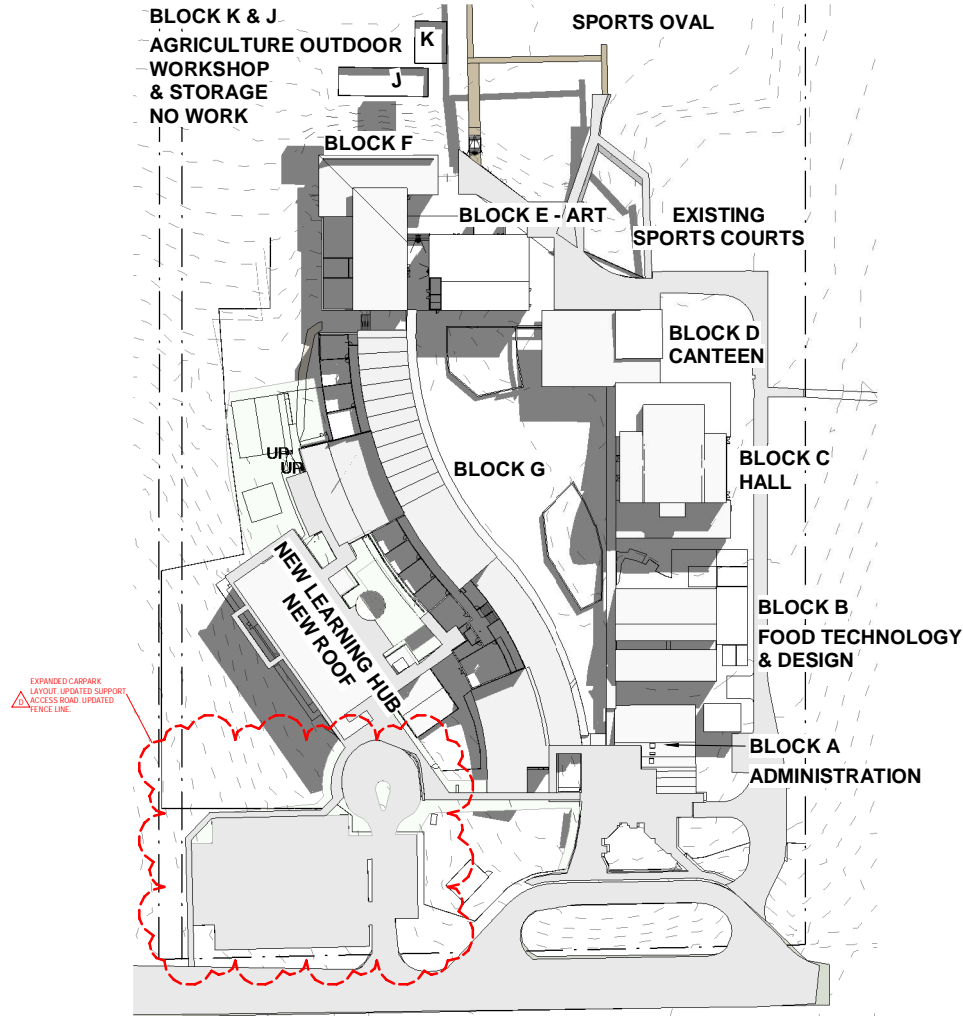 BLOCK K & J
AGRICULTURE OUTDOOR
WORKSHOP
& STORAGE
NO WORK
K
J
SPORTS OVAL
BLOCK F
BLOCK E - ART
EXISTING
SPORTS COURTS
BLOCK D
CANTEEN
UP
UP
BLOCK G
BLOCK C
HALL
NEW LEARNING HUB
NEW ROOF
BLOCK B
FOOD TECHNOLOGY
& DESIGN
EXPANDED CARPARK
LAYOUT. UPDATED SUPPORT
ACCESS ROAD. UPDATED
FENCE LINE.
D
BLOCK A
ADMINISTRATION